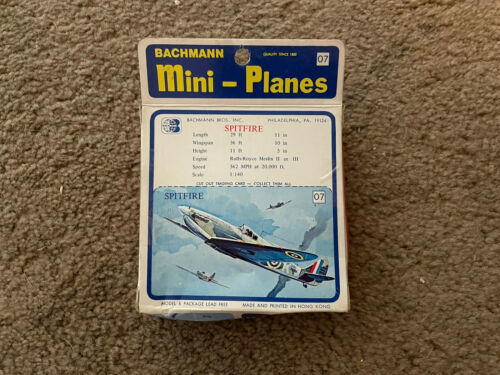 BACHMANN QUALITY SINCE 1833 07
Mini - Planes
BACHMANN BROS., INC. PHILADELPHIA, PA., 19124
SPITFIRE
Length 29 ft 11 in
Wingspan 36 ft 10 in
Height 11 ft 5 in
Engine Rolls-Royce Merlin II or III
Speed 362 MPH at 20,000 ft.
Scale 1:140
CUT OUT TRADING CARD — COLLECT THEM ALL
SPITFIRE 07
MODEL & PACKAGE LEAD FREE MADE AND PRINTED IN HONG KONG